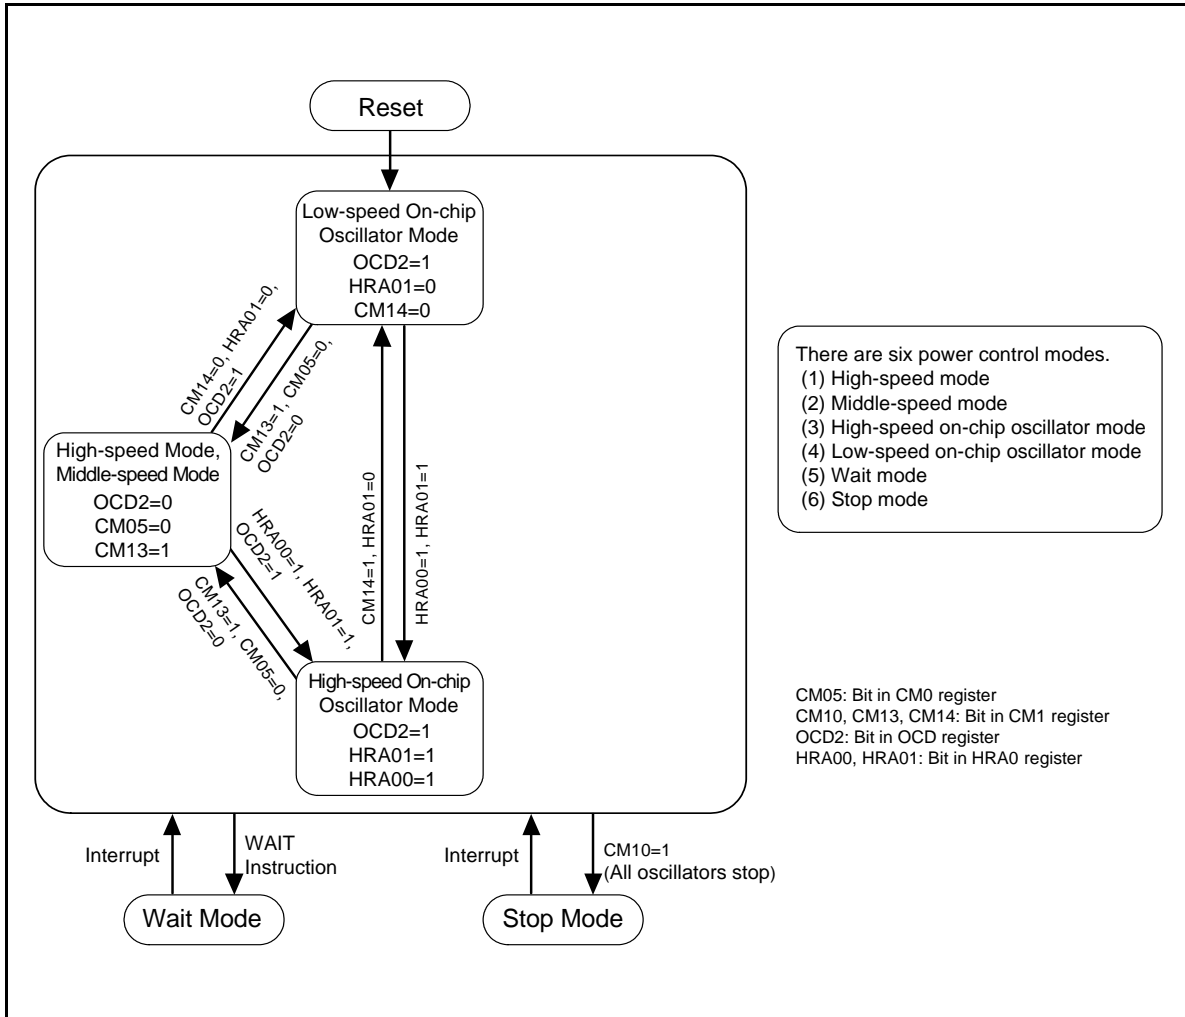 Reset
Low-speed On-chip
Oscillator Mode
OCD2=1
HRA01=0
CM14=0
CM14=0, HRA01=0,
OCD2=1
CM13=1, CM05=0,
OCD2=0
High-speed Mode,
Middle-speed Mode
OCD2=0
CM05=0
CM13=1
HRA00=1, HRA01=1,
OCD2=1
CM13=1, CM05=0,
OCD2=0
CM14=1, HRA01=0
HRA00=1, HRA01=1
High-speed On-chip
Oscillator Mode
OCD2=1
HRA01=1
HRA00=1
There are six power control modes.
(1) High-speed mode
(2) Middle-speed mode
(3) High-speed on-chip oscillator mode
(4) Low-speed on-chip oscillator mode
(5) Wait mode
(6) Stop mode
CM05: Bit in CM0 register
CM10, CM13, CM14: Bit in CM1 register
OCD2: Bit in OCD register
HRA00, HRA01: Bit in HRA0 register
Interrupt
WAIT
Instruction
Interrupt
CM10=1
(All oscillators stop)
Wait Mode
Stop Mode